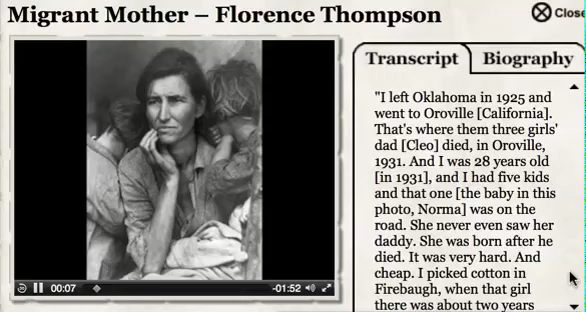 Migrant Mother – Florence Thompson
Close
Transcript
Biography
"I left Oklahoma in 1925 and
went to Oroville [California].
That's where them three girls'
dad [Cleo] died, in Oroville,
1931. And I was 28 years old
[in 1931], and I had five kids
and that one [the baby in this
photo, Norma] was on the
road. She never even saw her
daddy. She was born after he
died. It was very hard. And
cheap. I picked cotton in
Firebaugh, when that girl
there was about two years
00:07
-01:52